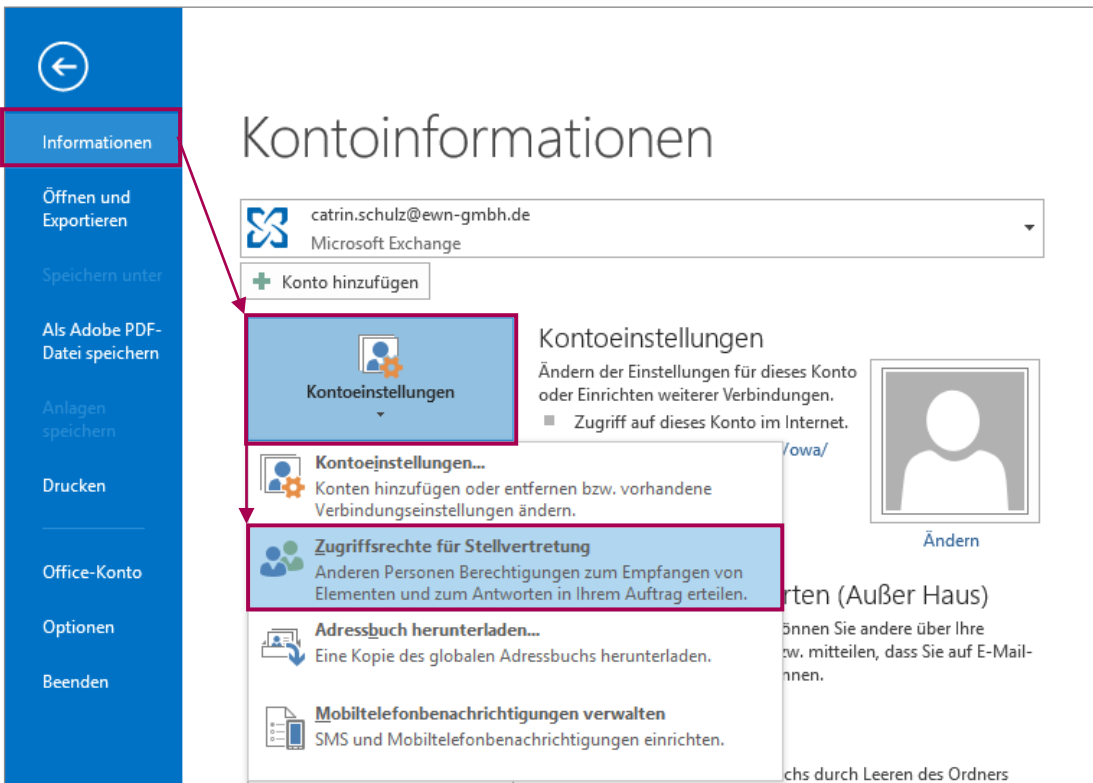 Informationen
Öffnen und
Exportieren
Speichern unter
Als Adobe PDF-
Datei speichern
Anlagen
speichern
Drucken
Office-Konto
Optionen
Beenden
Kontoinformationen
catrin.schulz@ewn-gmbh.de
Microsoft Exchange
Konto hinzufügen
Kontoeinstellungen
Kontoeinstellungen
Ändern der Einstellungen für dieses Konto
oder Einrichten weiterer Verbindungen.
Zugriff auf dieses Konto im Internet.
/owa/
Ändern
Kontoeinstellungen...
Konten hinzufügen oder entfernen bzw. vorhandene
Verbindungseinstellungen ändern.
Zugriffsrechte für Stellvertretung
Anderen Personen Berechtigungen zum Empfangen von
Elementen und zum Antworten in Ihrem Auftrag erteilen.
Adressbuch herunterladen...
Eine Kopie des globalen Adressbuchs herunterladen.
Mobiltelefonbenachrichtigungen verwalten
SMS und Mobiltelefonbenachrichtigungen einrichten.
rten (Außer Haus)
önnen Sie andere über Ihre
zw. mitteilen, dass Sie auf E-Mail-
nnen.
chs durch Leeren des Ordners